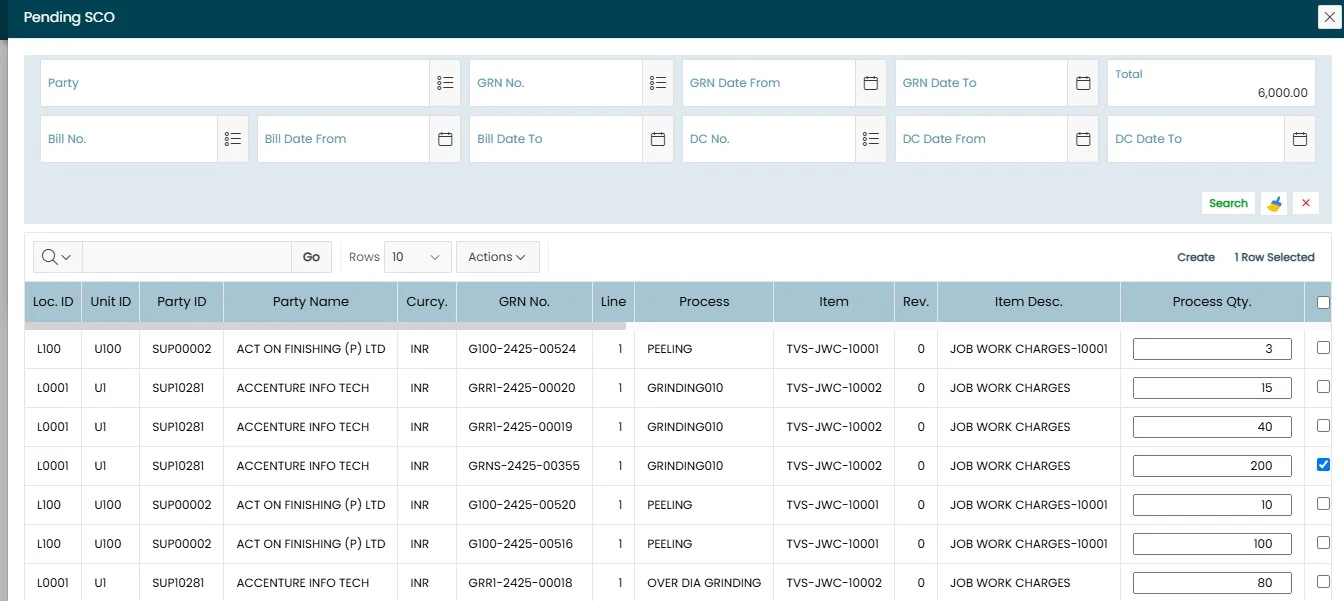 Pending SCO
Party GRN No. GRN Date From GRN Date To Total
6,000.00
Bill No. Bill Date From Bill Date To DC No. DC Date From DC Date To
Search
Go Rows 10 Actions Create 1 Row Selected
Loc. ID Unit ID Party ID Party Name Curcy. GRN No. Line Process Item Rev. Item Desc. Process Qty.
L100 U100 SUP00002 ACT ON FINISHING (P) LTD INR G100-2425-00524 1 PEELING TVS-JWC-10001 0 JOB WORK CHARGES-10001 3
L0001 U1 SUP10281 ACCENTURE INFO TECH INR GRR1-2425-00020 1 GRINDING010 TVS-JWC-10002 0 JOB WORK CHARGES 15
L0001 U1 SUP10281 ACCENTURE INFO TECH INR GRR1-2425-00019 1 GRINDING010 TVS-JWC-10002 0 JOB WORK CHARGES 40
L0001 U1 SUP10281 ACCENTURE INFO TECH INR GRNS-2425-00355 1 GRINDING010 TVS-JWC-10002 0 JOB WORK CHARGES 200
L100 U100 SUP00002 ACT ON FINISHING (P) LTD INR G100-2425-00520 1 PEELING TVS-JWC-10001 0 JOB WORK CHARGES-10001 10
L100 U100 SUP00002 ACT ON FINISHING (P) LTD INR G100-2425-00516 1 PEELING TVS-JWC-10001 0 JOB WORK CHARGES-10001 100
L0001 U1 SUP10281 ACCENTURE INFO TECH INR GRR1-2425-00018 1 OVER DIA GRINDING TVS-JWC-10002 0 JOB WORK CHARGES 80